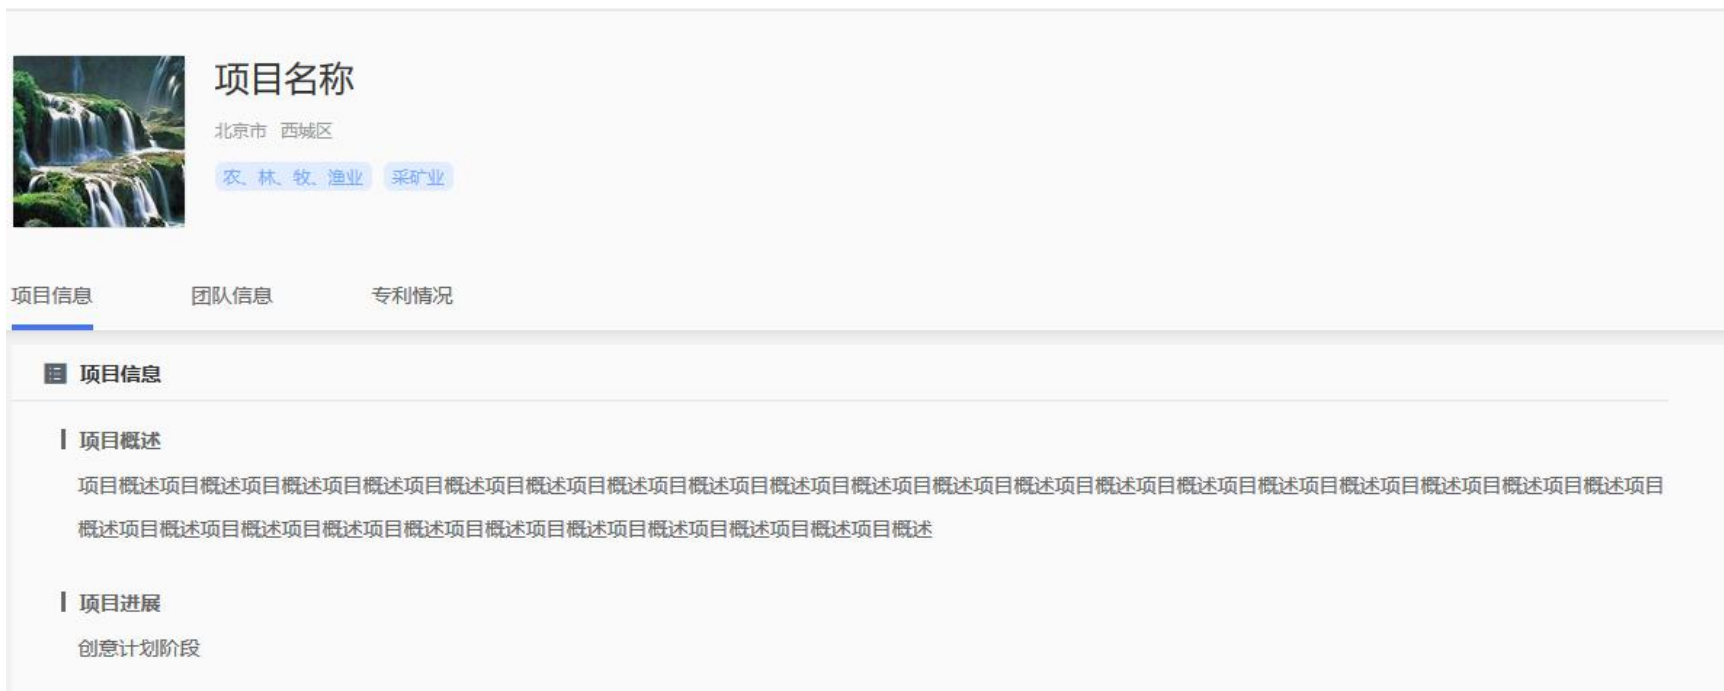 项目名称
北京市 西城区
农、林、牧、渔业 采矿业
项目信息 团队信息 专利情况
项目信息
项目概述
项目概述项目概述项目概述项目概述项目概述项目概述项目概述项目概述项目概述项目概述项目概述项目概述项目概述项目概述项目概述项目概述项目概述项目概述项目概述项目
概述项目概述项目概述项目概述项目概述项目概述项目概述项目概述项目概述项目概述项目概述
项目进展
创意计划阶段